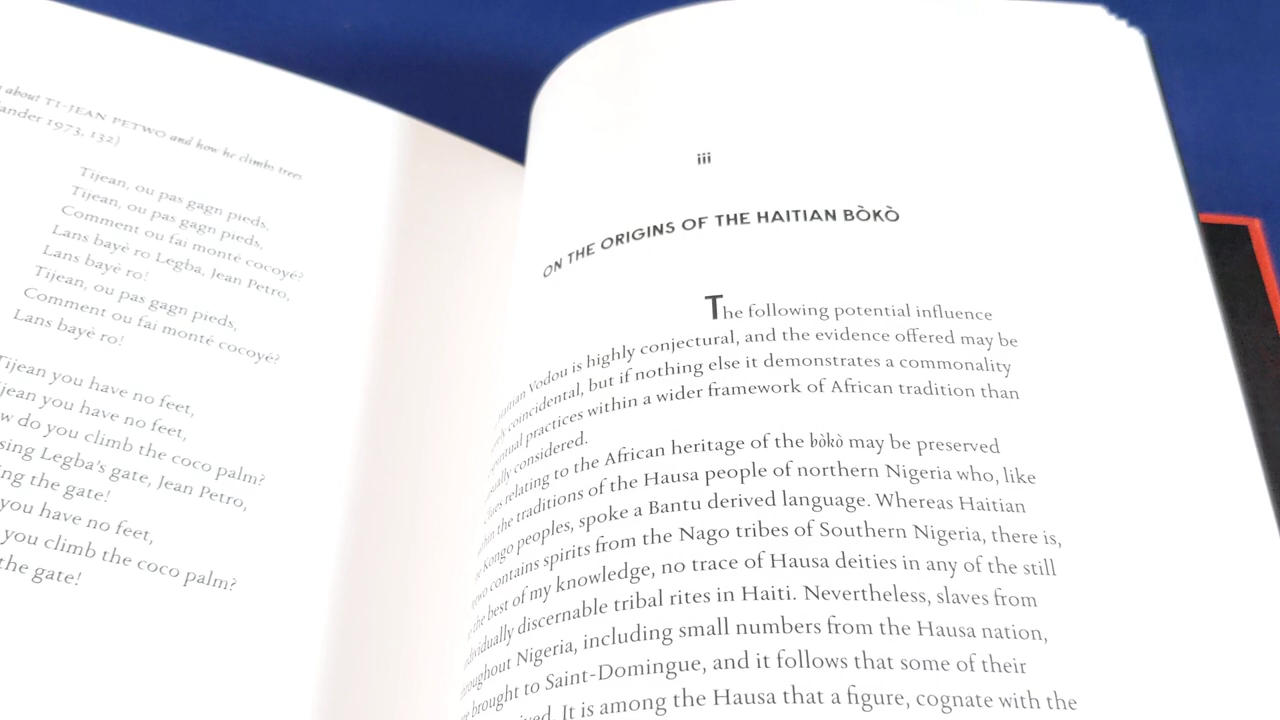 about TI-JEAN PETWO and how he climbs trees
ander 1973, 132)
Tijean, ou pas gagn pieds,
Tijean, ou pas gagn pieds,
Comment ou fai monté cocoyé?
Lans bayè ro Legba, Jean Petro,
Lans bayè ro!
Tijean, ou pas gagn pieds,
Comment ou fai monté cocoyé?
Lans bayè ro!
Tijean you have no feet,
jean you have no feet,
w do you climb the coco palm?
sing Legba's gate, Jean Petro,
ng the gate!
you have no feet,
you climb the coco palm?
the gate!
iii
ON THE ORIGINS OF THE HAITIAN BÒKÒ
The following potential influence
Vodou is highly conjectural, and the evidence offered may be
coincidental, but if nothing else it demonstrates a commonality
practices within a wider framework of African tradition than
considered.
relating to the African heritage of the bòkò may be preserved
the traditions of the Hausa people of northern Nigeria who, like
Kongo peoples, spoke a Bantu derived language. Whereas Haitian
contains spirits from the Nago tribes of Southern Nigeria, there is,
the best of my knowledge, no trace of Hausa deities in any of the still
discernable tribal rites in Haiti. Nevertheless, slaves from
Nigeria, including small numbers from the Hausa nation,
brought to Saint-Domingue, and it follows that some of their
It is among the Hausa that a figure, cognate with the